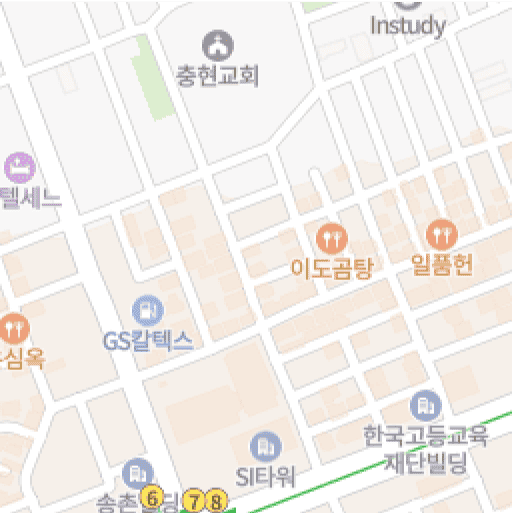 Instudy
충현교회
텔세느
이도곰탕
일품헌
GS칼텍스
심옥
한국고등교육
재단빌딩
SI타워
송촌빌딩
6
7
8